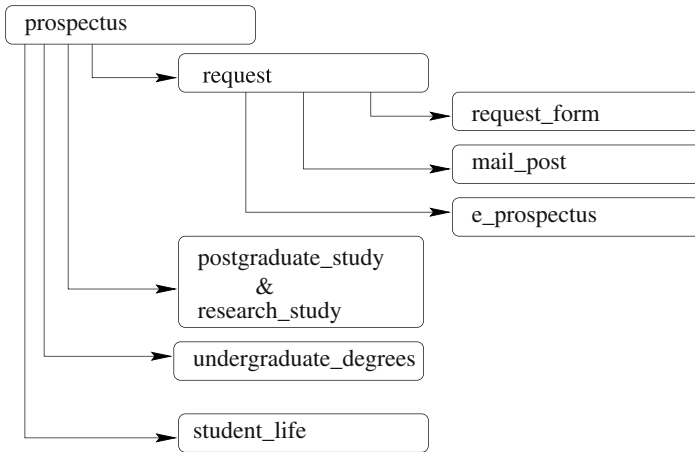 prospectus
request
request_form
mail_post
e_prospectus
postgraduate_study
&
research_study
undergraduate_degrees
student_life